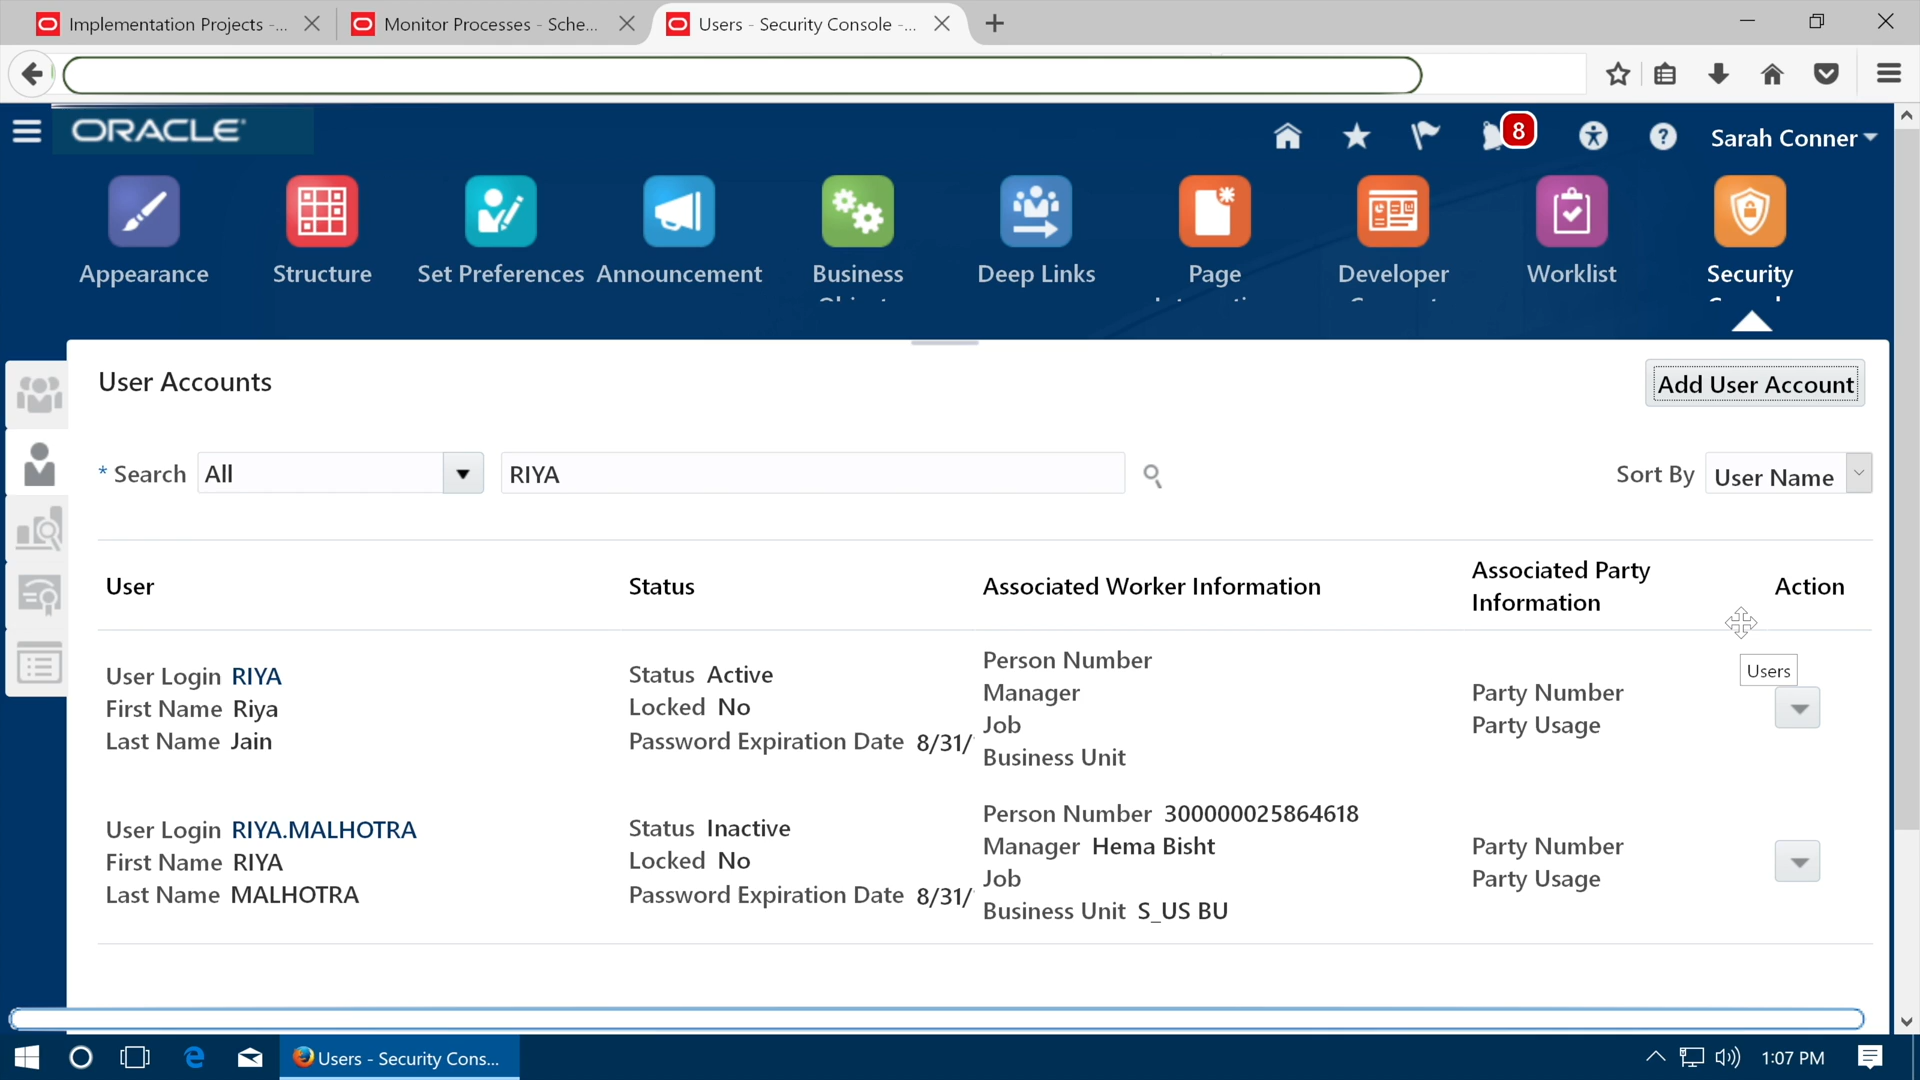 Implementation Projects -...
Monitor Processes - Sche...
Users - Security Console -...
ORACLE
8
Sarah Conner
Appearance
Structure
Set Preferences
Announcement
Business
Deep Links
Page
Developer
Worklist
Security
User Accounts
Add User Account
* Search All RIYA
Sort By User Name
User
Status
Associated Worker Information
Associated Party
Information
Action
Users
User Login RIYA
First Name Riya
Last Name Jain
Status Active
Locked No
Password Expiration Date 8/31/
Person Number
Manager
Job
Business Unit
Party Number
Party Usage
User Login RIYA.MALHOTRA
First Name RIYA
Last Name MALHOTRA
Status Inactive
Locked No
Password Expiration Date 8/31/
Person Number 300000025864618
Manager Hema Bisht
Job
Business Unit S_US BU
Party Number
Party Usage
Users - Security Cons...
1:07 PM